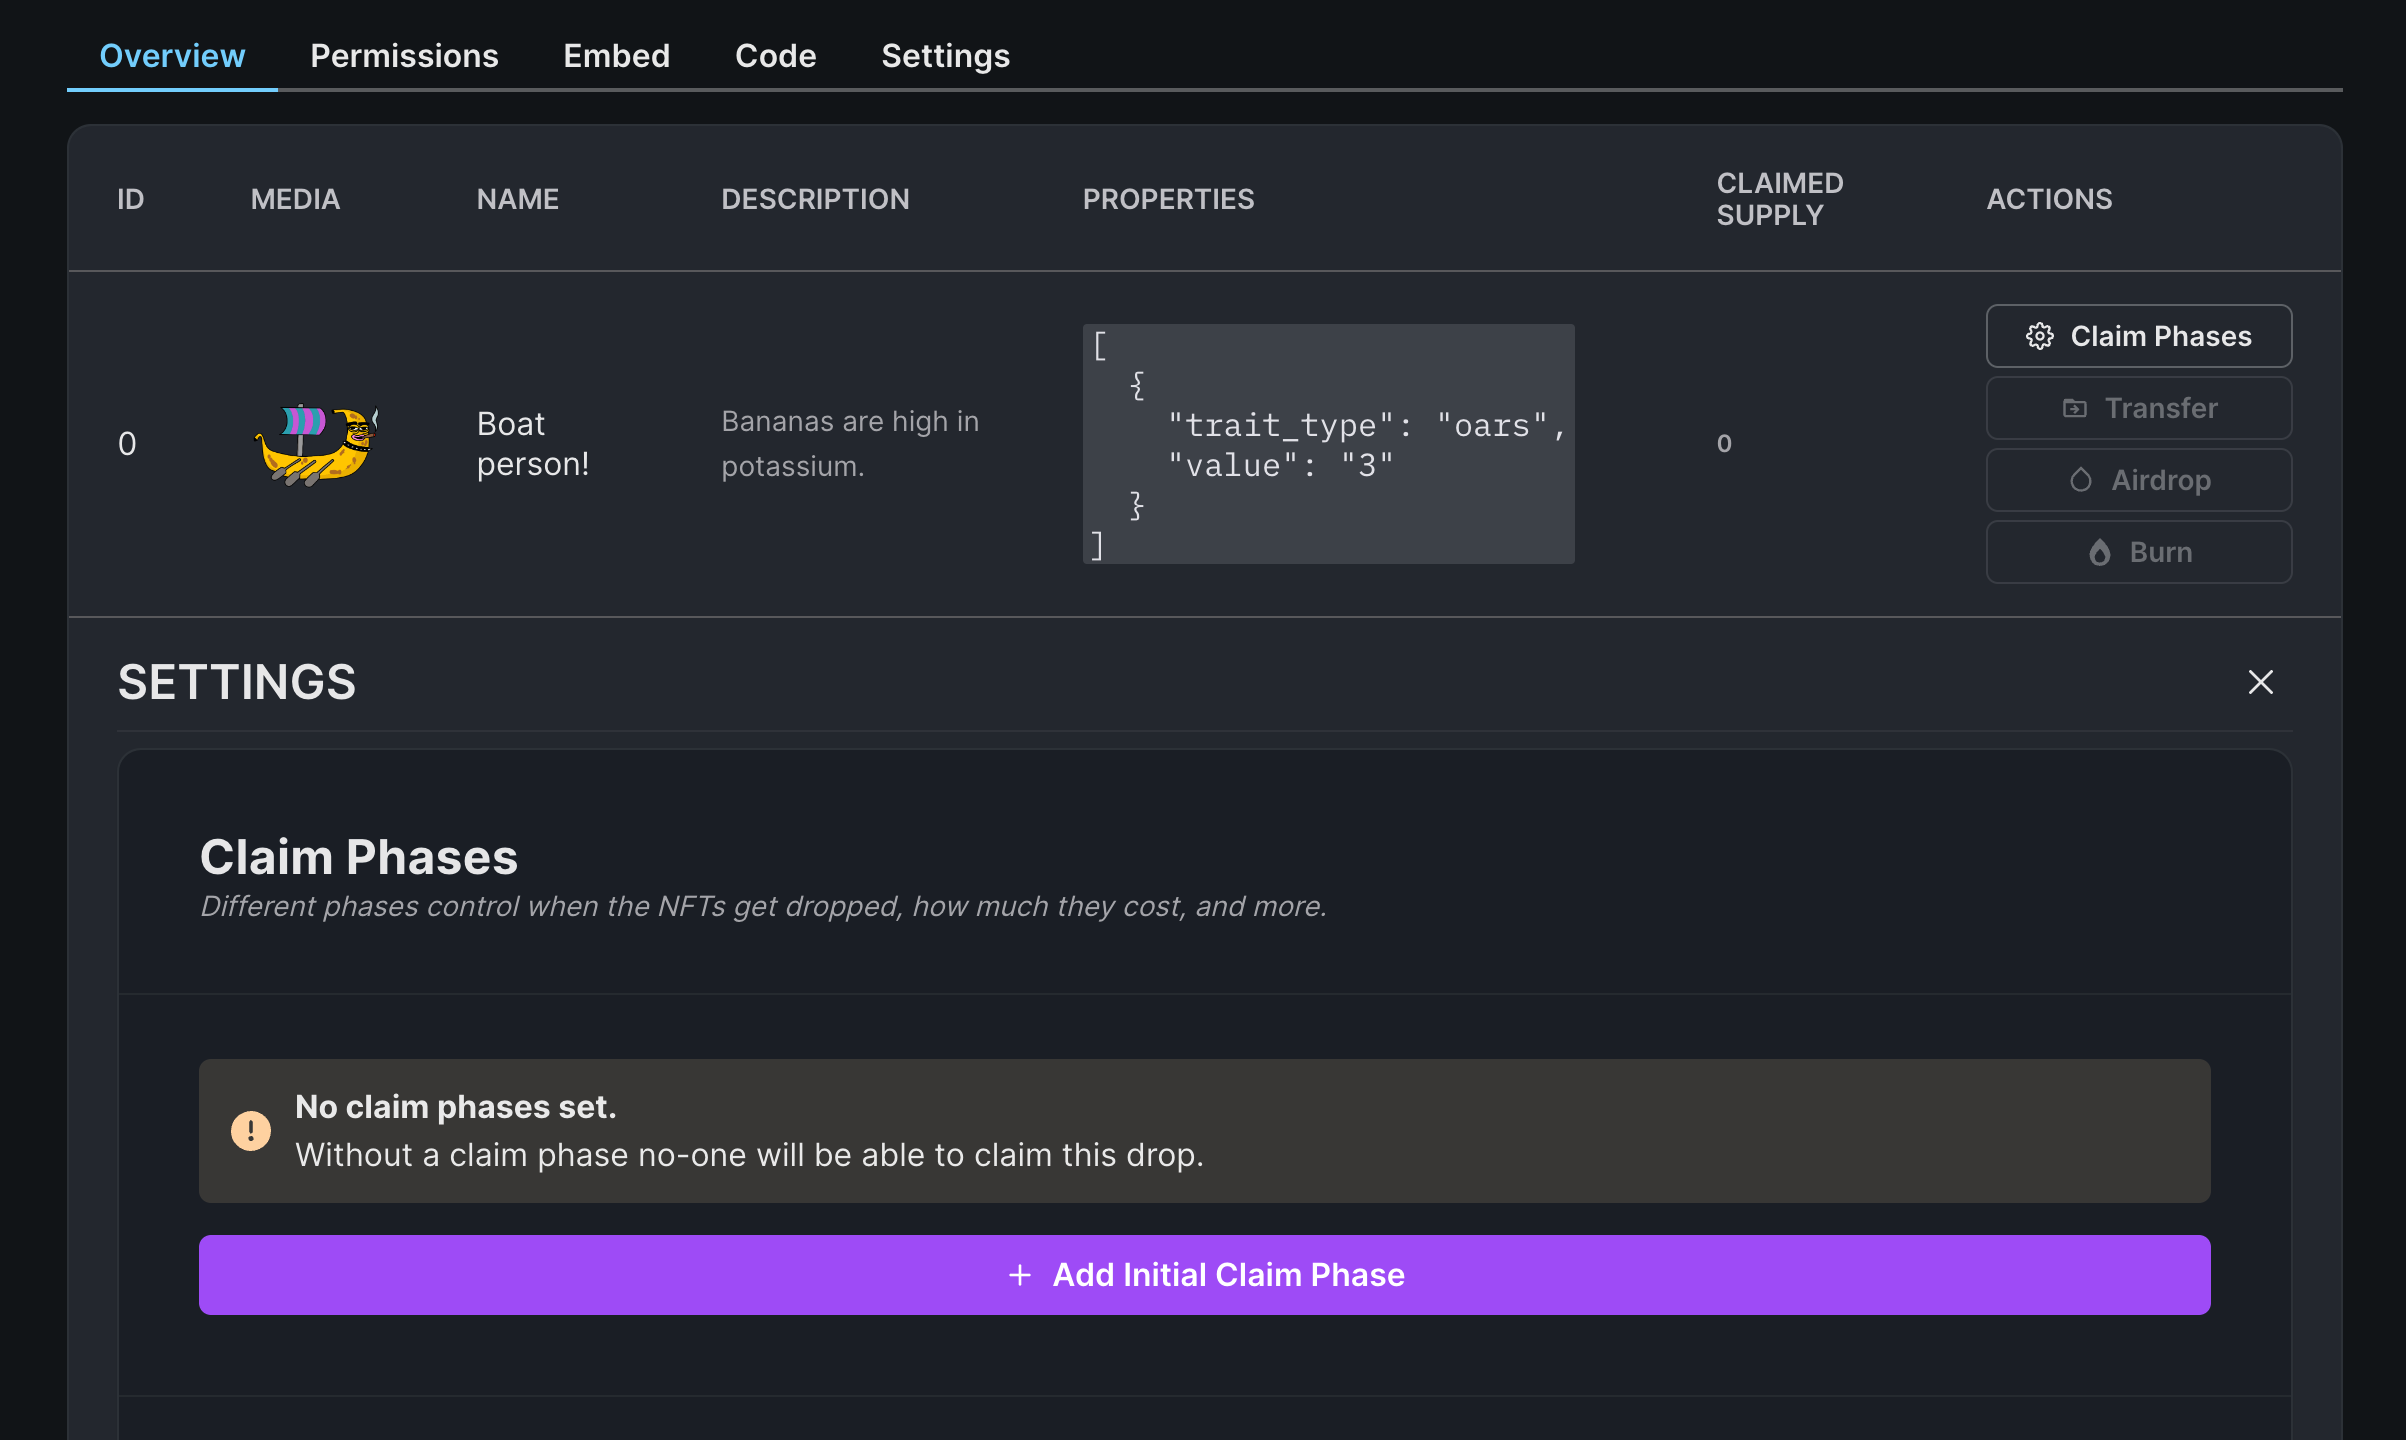 Overview Permissions Embed Code Settings
ID MEDIA NAME DESCRIPTION PROPERTIES CLAIMED SUPPLY ACTIONS
0
Boat
person!
Bananas are high in
potassium.
[
{
"trait_type": "oars",
"value": "3"
}
]
0
Claim Phases
Transfer
Airdrop
Burn
SETTINGS
Claim Phases
Different phases control when the NFTs get dropped, how much they cost, and more.
No claim phases set.
Without a claim phase no-one will be able to claim this drop.
+ Add Initial Claim Phase